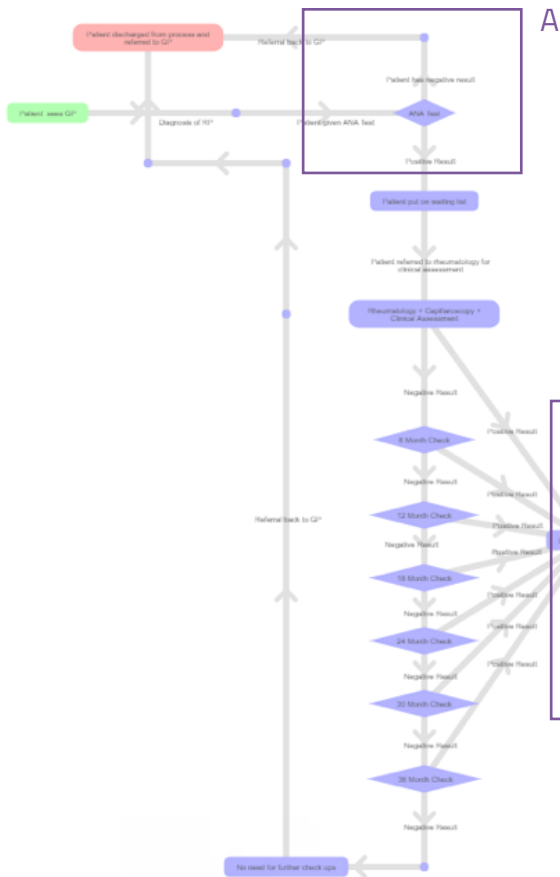 A
Patient discharged from process and
referred to GP
Referral back to GP
Patient has negative result
Patient sees GP
Diagnosis of RP
Patient given ANA Test
ANA Test
Positive Result
Patient put on waiting list
Patient referred to rheumatology for
clinical assessment
Rheumatology + Capillaroscopy +
Clinical Assessment
Negative Result
Positive Result
6 Month Check
Negative Result
Positive Result
12 Month Check
Positive Result
Referral back to GP
Negative Result
Positive Result
18 Month Check
Positive Result
Negative Result
Positive Result
24 Month Check
Positive Result
Negative Result
30 Month Check
Negative Result
36 Month Check
Negative Result
No need for further check ups